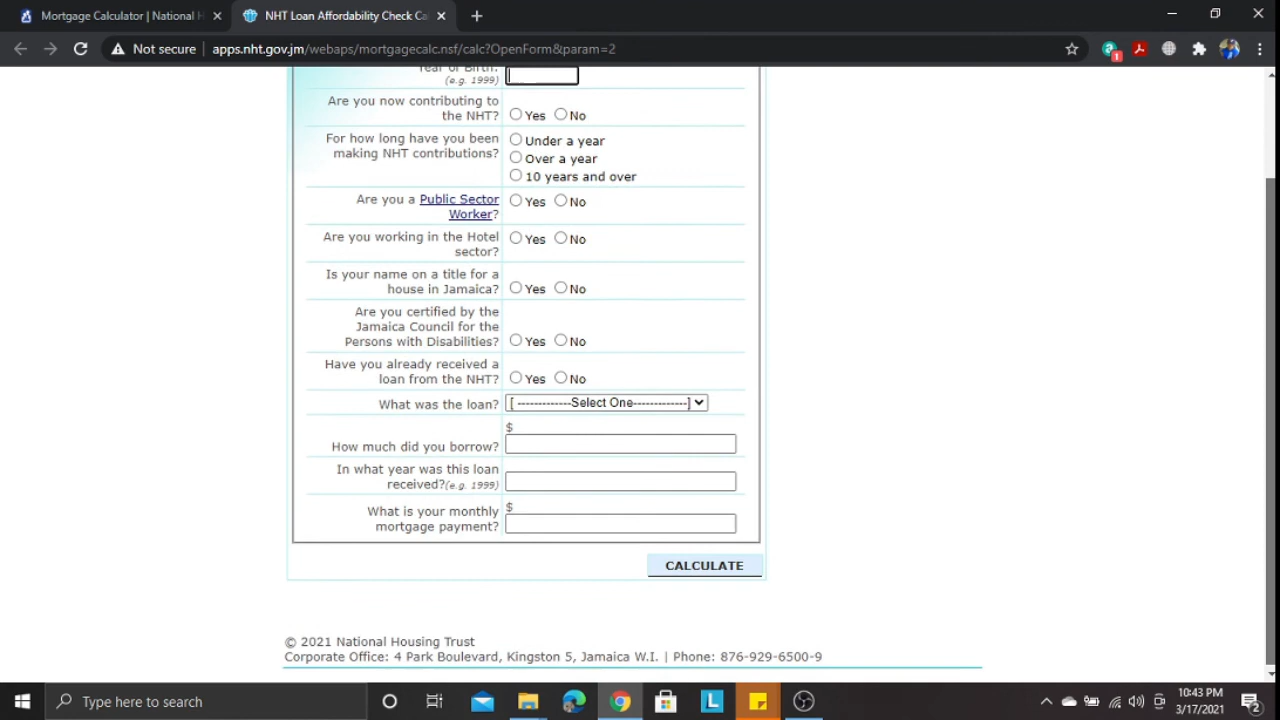 Mortgage Calculator | National H
NHT Loan Affordability Check Ca
Not secure | apps.nht.gov.jm/webaps/mortgagecalc.nsf/calc?OpenForm&param=2
1
Year of Birth:
(e.g. 1999)
Are you now contributing to
the NHT?
Yes No
For how long have you been
making NHT contributions?
Under a year
Over a year
10 years and over
Are you a Public Sector
Worker?
Yes No
Are you working in the Hotel
sector?
Yes No
Is your name on a title for a
house in Jamaica?
Yes No
Are you certified by the
Jamaica Council for the
Persons with Disabilities?
Yes No
Have you already received a
loan from the NHT?
Yes No
What was the loan?
[ -------------Select One-------------]
$
How much did you borrow?
In what year was this loan
received?(e.g. 1999)
$
What is your monthly
mortgage payment?
CALCULATE
© 2021 National Housing Trust
Corporate Office: 4 Park Boulevard, Kingston 5, Jamaica W.I. | Phone: 876-929-6500-9
Type here to search
L
10:43 PM
3/17/2021
2